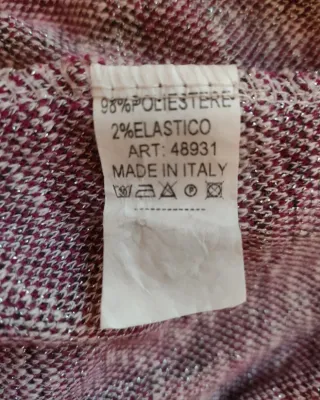 98%POLIESTERE
2%ELASTICO
ART: 48931
MADE IN ITALY